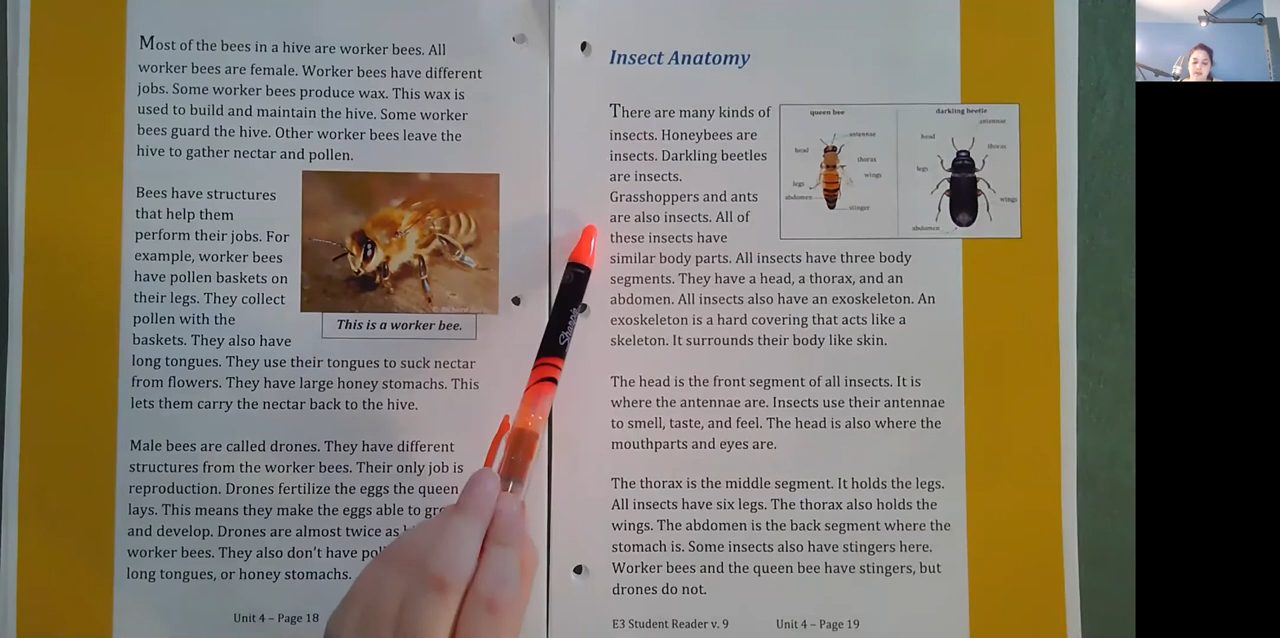 Most of the bees in a hive are worker bees. All
worker bees are female. Worker bees have different
jobs. Some worker bees produce wax. This wax is
used to build and maintain the hive. Some worker
bees guard the hive. Other worker bees leave the
hive to gather nectar and pollen.
Bees have structures
that help them
perform their jobs. For
example, worker bees
have pollen baskets on
their legs. They collect
pollen with the
baskets. They also have
long tongues. They use their tongues to suck nectar
from flowers. They have large honey stomachs. This
lets them carry the nectar back to the hive.
This is a worker bee.
Male bees are called drones. They have different
structures from the worker bees. Their only job is
reproduction. Drones fertilize the eggs the queen
lays. This means they make the eggs able to
and develop. Drones are almost twice as
worker bees. They also don't have
long tongues, or honey stomachs.
Unit 4 – Page 18
Insect Anatomy
There are many kinds of
insects. Honeybees are
insects. Darkling beetles
are insects.
Grasshoppers and ants
are also insects. All of
these insects have
similar body parts. All insects have three body
segments. They have a head, a thorax, and an
abdomen. All insects also have an exoskeleton. An
exoskeleton is a hard covering that acts like a
skeleton. It surrounds their body like skin.
queen bee
antennae
head
thorax
wings
legs
abdomen
stinger
darkling beetle
antennae
head
thorax
legs
wings
abdomen
The head is the front segment of all insects. It is
where the antennae are. Insects use their antennae
to smell, taste, and feel. The head is also where the
mouthparts and eyes are.
The thorax is the middle segment. It holds the legs.
All insects have six legs. The thorax also holds the
wings. The abdomen is the back segment where the
stomach is. Some insects also have stingers here.
Worker bees and the queen bee have stingers, but
drones do not.
E3 Student Reader v. 9 Unit 4 – Page 19
Sharpie